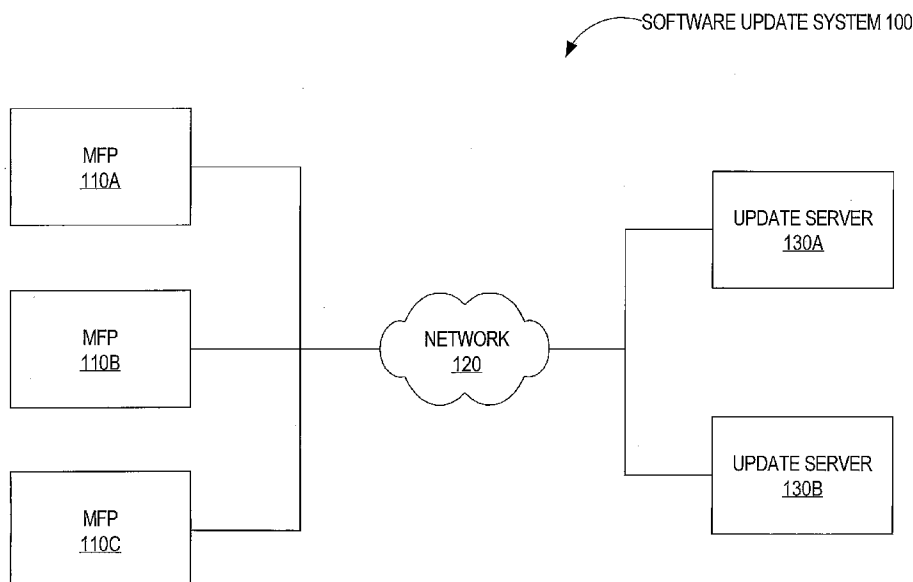 SOFTWARE UPDATE SYSTEM 100
MFP
110A
UPDATE SERVER
130A
MFP
110B
NETWORK
120
UPDATE SERVER
130B
MFP
110C